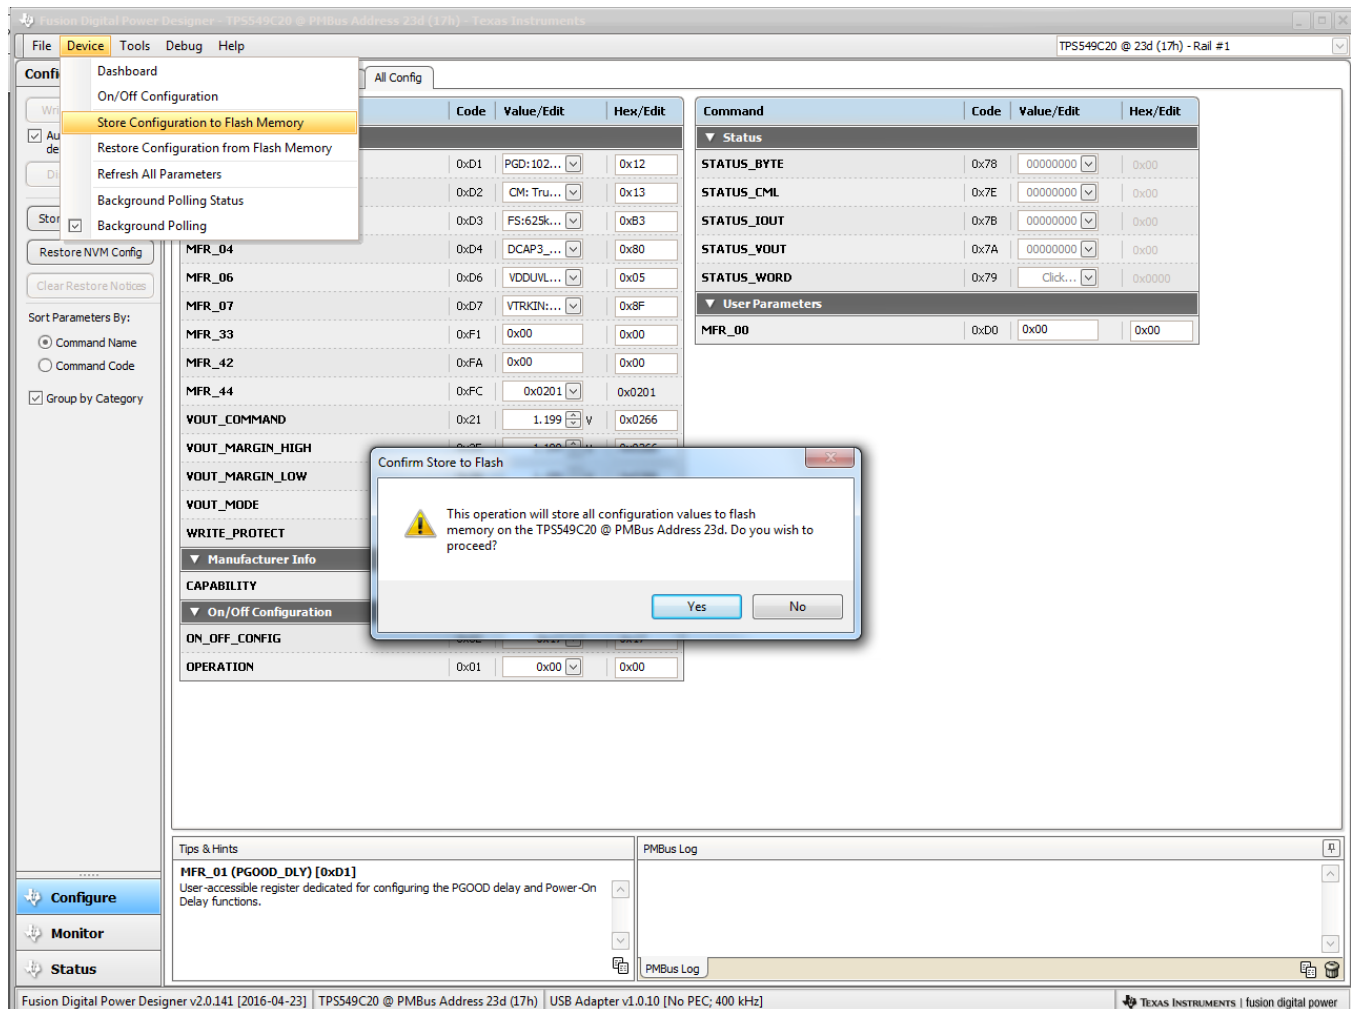 Fusion Digital Power Designer - TPS549C20 @ PMBus Address 23d (17h) - Texas Instruments
File Device Tools Debug Help
TPS549C20 @ 23d (17h) - Rail #1
Dashboard
On/Off Configuration
Store Configuration to Flash Memory
Restore Configuration from Flash Memory
Refresh All Parameters
Background Polling Status
Background Polling
Restore NVM Config
Clear Restore Notices
Sort Parameters By:
Command Name
Command Code
Group by Category
All Config
Code Value/Edit Hex/Edit
0xD1 PGD:102... 0x12
0xD2 CM: Tru... 0x13
0xD3 FS:625k... 0xB3
MFR_04 0xD4 DCAP3_... 0x80
MFR_06 0xD6 VDDUVL... 0x05
MFR_07 0xD7 VTRKIN:... 0x8F
MFR_33 0xF1 0x00 0x00
MFR_42 0xFA 0x00 0x00
MFR_44 0xFC 0x0201 0x0201
VOUT_COMMAND 0x21 1.199 V 0x0266
VOUT_MARGIN_HIGH
VOUT_MARGIN_LOW
VOUT_MODE
WRITE_PROTECT
Manufacturer Info
CAPABILITY
On/Off Configuration
ON_OFF_CONFIG
OPERATION 0x01 0x00 0x00
Command Code Value/Edit Hex/Edit
Status
STATUS_BYTE 0x78 00000000 0x00
STATUS_CML 0x7E 00000000 0x00
STATUS_IOUT 0x7B 00000000 0x00
STATUS_VOUT 0x7A 00000000 0x00
STATUS_WORD 0x79 Click... 0x0000
User Parameters
MFR_00 0xD0 0x00 0x00
Confirm Store to Flash
This operation will store all configuration values to flash
memory on the TPS549C20 @ PMBus Address 23d. Do you wish to
proceed?
Yes No
Tips & Hints
MFR_01 (PGOOD_DLY) [0xD1]
User-accessible register dedicated for configuring the PGOOD delay and Power-On
Delay functions.
PMBus Log
PMBus Log
Configure
Monitor
Status
Fusion Digital Power Designer v2.0.141 [2016-04-23] TPS549C20 @ PMBus Address 23d (17h) USB Adapter v1.0.10 [No PEC; 400 kHz]
TEXAS INSTRUMENTS | fusion digital power